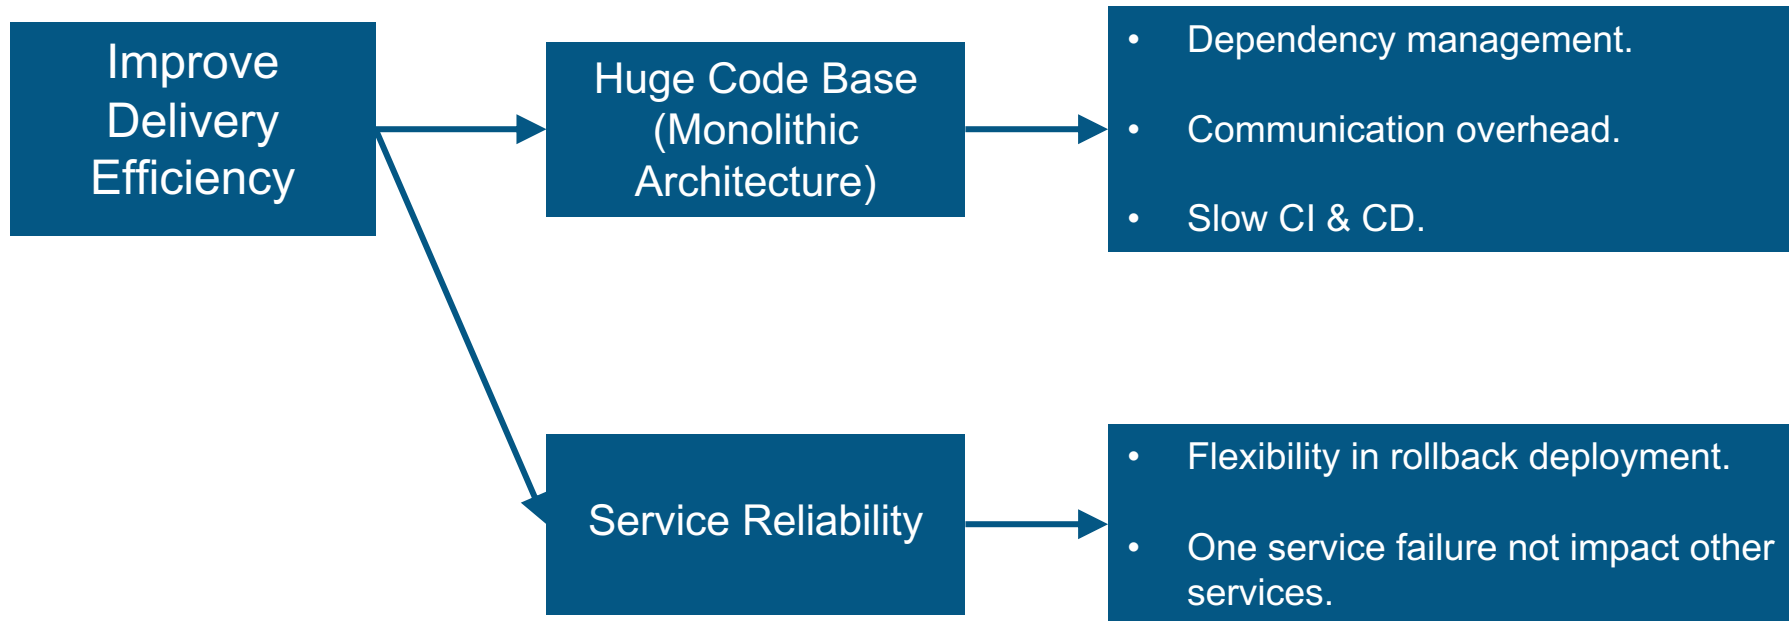 Improve
Delivery
Efficiency
Huge Code Base
(Monolithic
Architecture)
• Dependency management.
• Communication overhead.
• Slow CI & CD.
Service Reliability
• Flexibility in rollback deployment.
• One service failure not impact other
services.